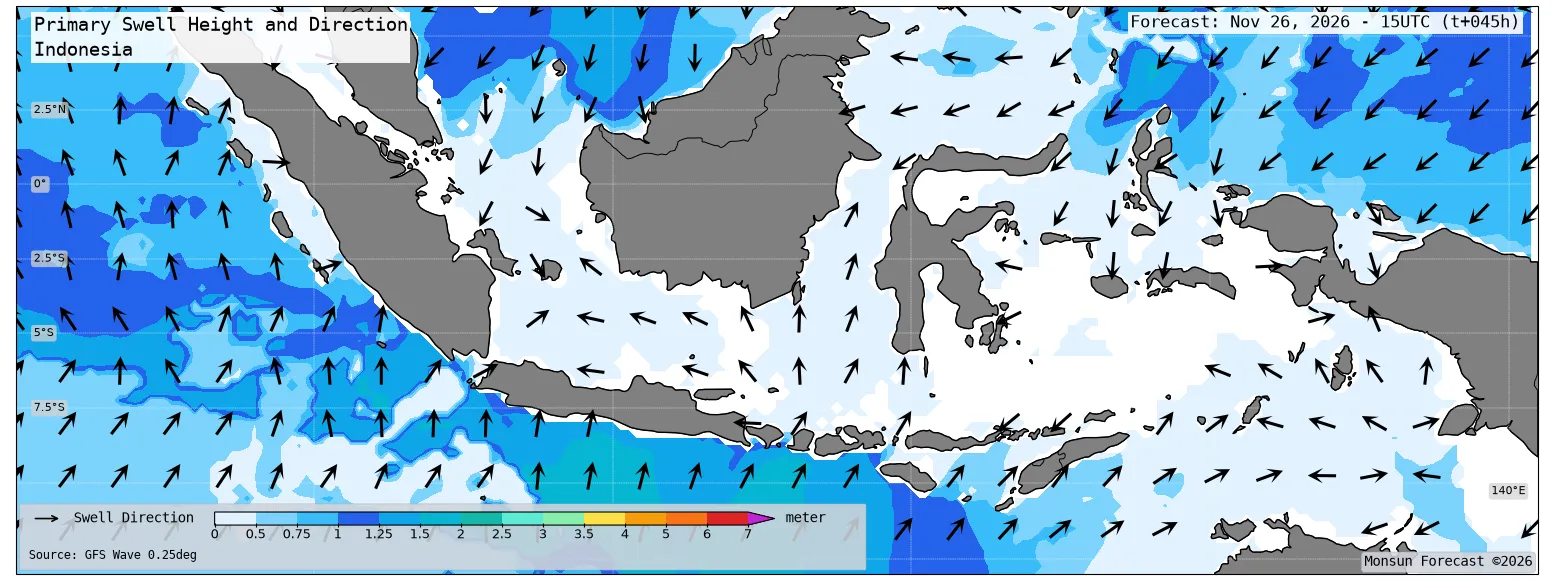 Primary Swell Height and Direction
Indonesia
Forecast: Nov 26, 2026 - 15UTC (t+045h)
2.5°N
0°
2.5°S
5°S
7.5°S
140°E
Swell Direction
0 0.5 0.75 1 1.25 1.5 2 2.5 3 3.5 4 5 6 7 meter
Source: GFS Wave 0.25deg
Monsun Forecast ©2026